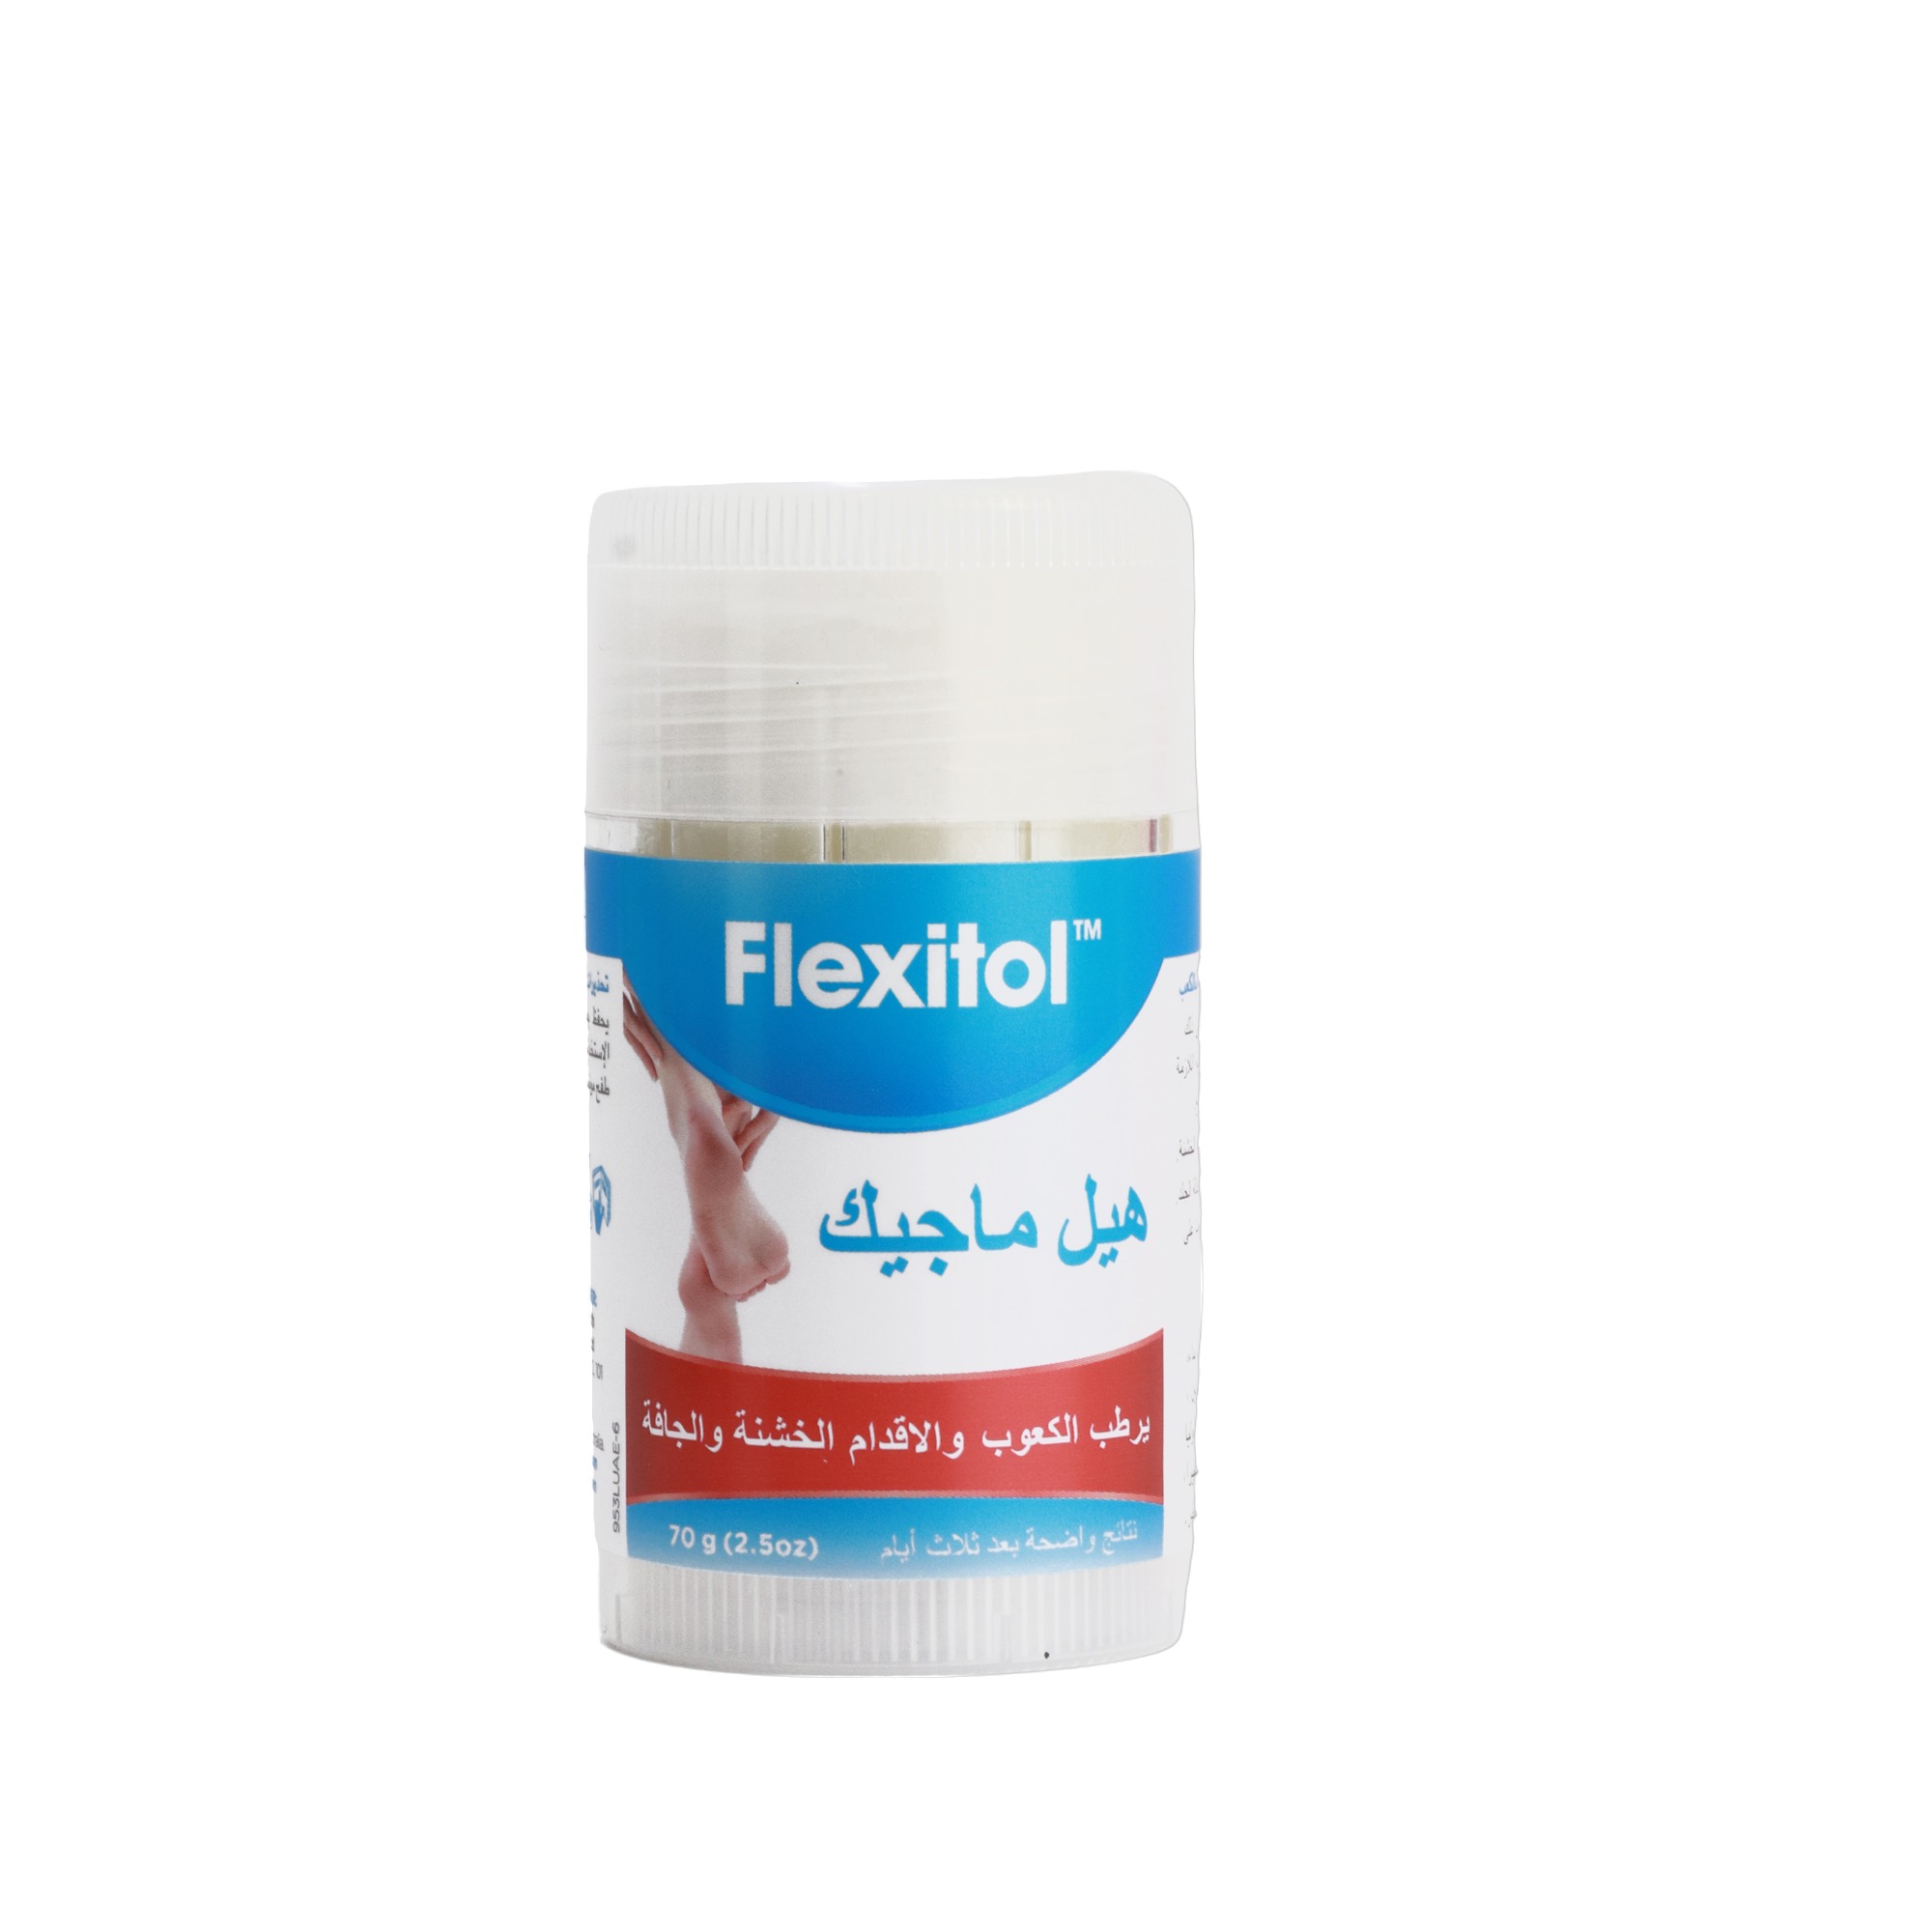 Flexitol™
هيل ماجيك
يرطب الكعوب والاقدام الخشنة والجافة
70 g (2.5oz)
نتائج واضحة بعد ثلاث أيام
953LUAE-6